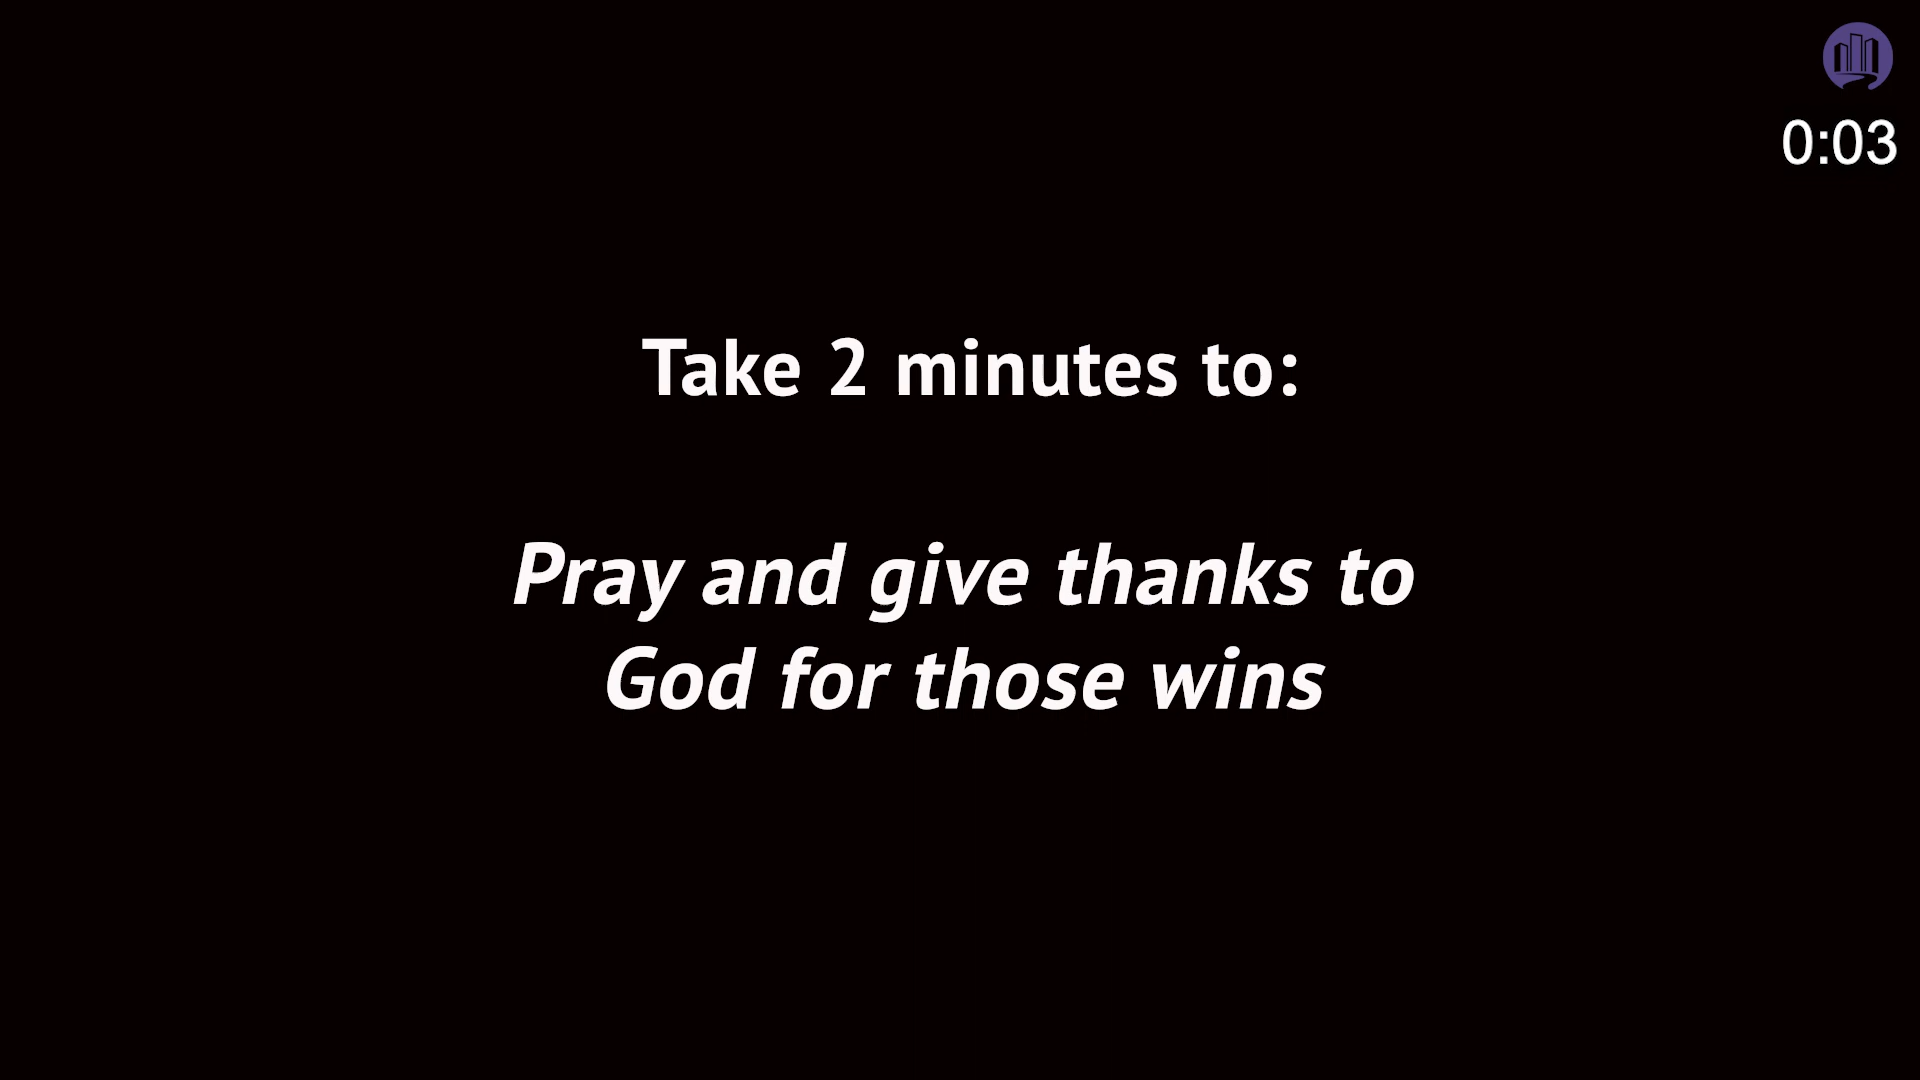 0:03
Take 2 minutes to:
Pray and give thanks to
God for those wins